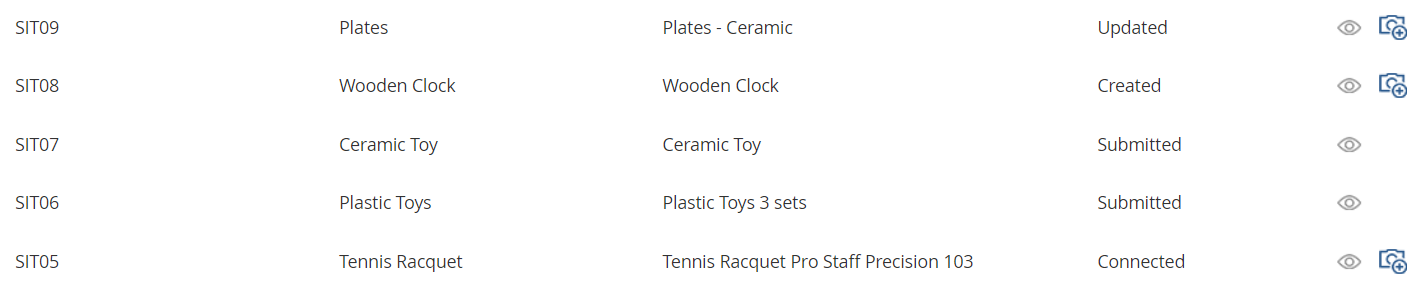 SIT09 Plates Plates - Ceramic Updated
SIT08 Wooden Clock Wooden Clock Created
SIT07 Ceramic Toy Ceramic Toy Submitted
SIT06 Plastic Toys Plastic Toys 3 sets Submitted
SIT05 Tennis Racquet Tennis Racquet Pro Staff Precision 103 Connected